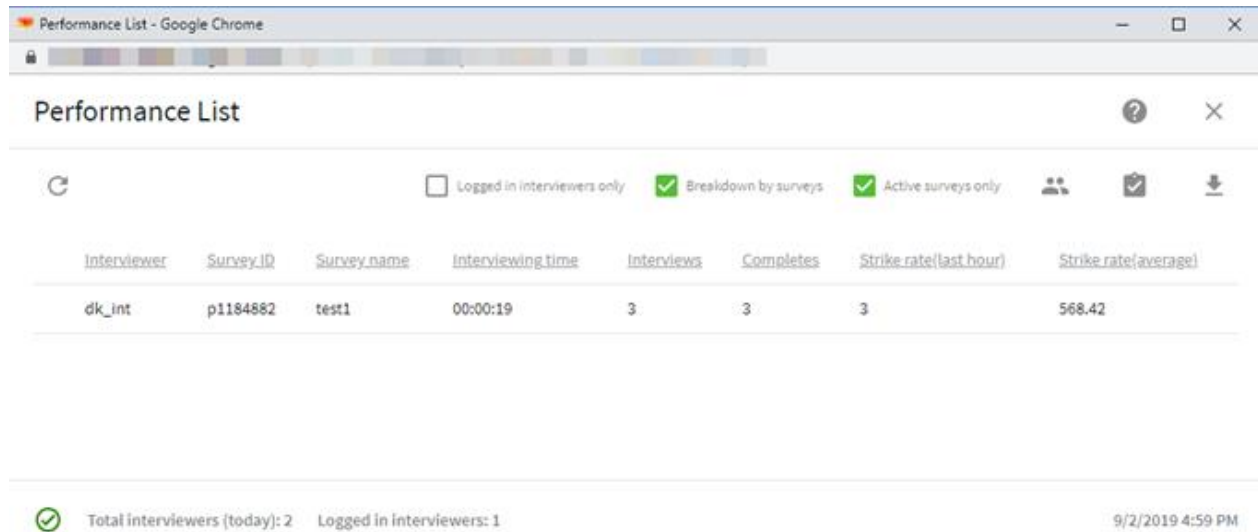 Performance List - Google Chrome
Performance List
Logged in interviewers only Breakdown by surveys Active surveys only
Interviewer Survey ID Survey name Interviewing time Interviews Completes Strike rate(last hour) Strike rate(average)
dk_int p1184882 test1 00:00:19 3 3 3 568.42
Total interviewers (today): 2 Logged in interviewers: 1 9/2/2019 4:59 PM